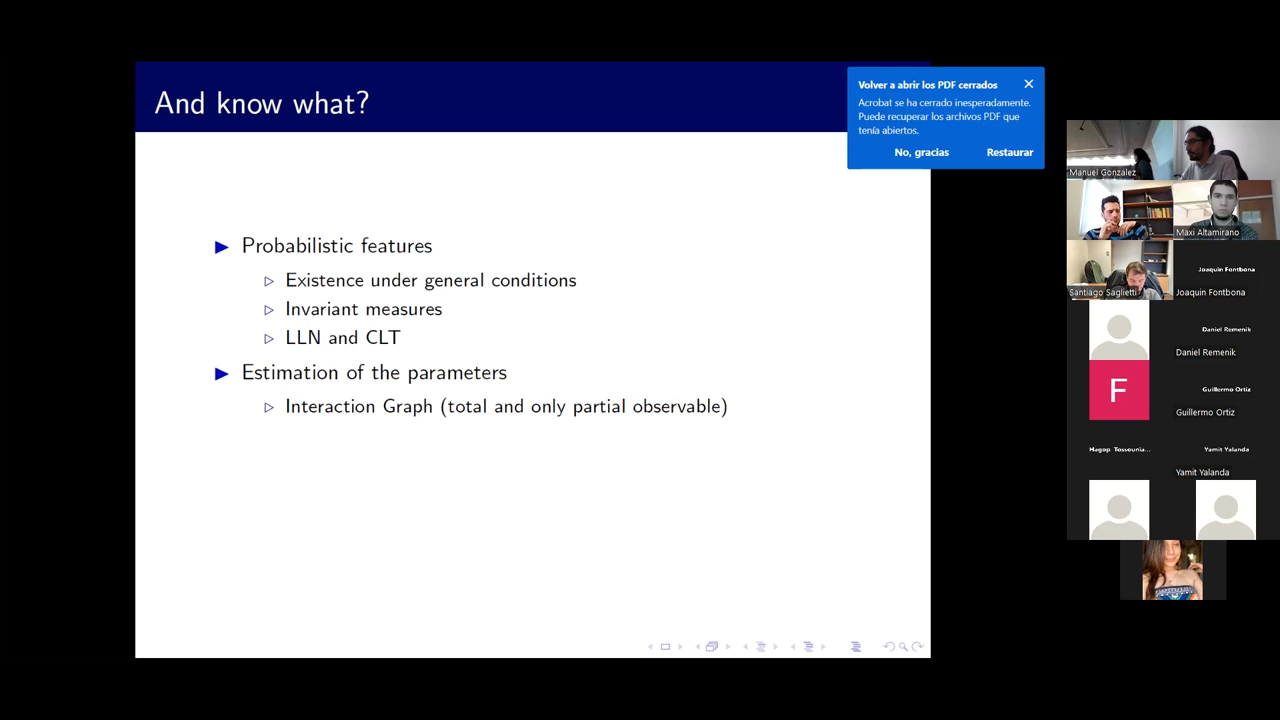 And know what?
Volver a abrir los PDF cerrados
Acrobat se ha cerrado inesperadamente.
Puede recuperar los archivos PDF que
tenía abiertos.
No, gracias
Restaurar
Probabilistic features
Existence under general conditions
Invariant measures
LLN and CLT
Estimation of the parameters
Interaction Graph (total and only partial observable)
Manuel González
Maxi Altamirano
Santiago Saglietti
Joaquin Fontbona
Joaquin Fontbona
Daniel Remenik
Daniel Remenik
F
Guillermo Ortiz
Guillermo Ortiz
Hagop Tossounia...
Yamit Yalanda
Yamit Yalanda